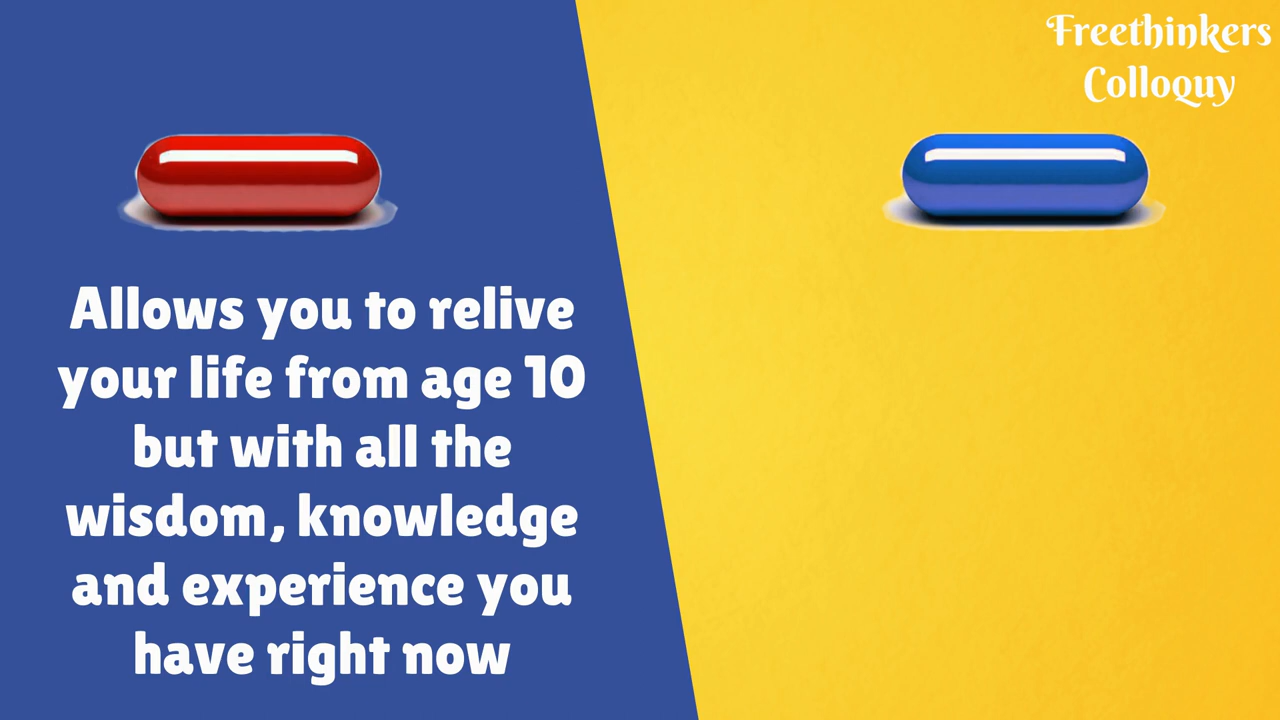 Freethinkers
Colloquy
Allows you to relive
your life from age 10
but with all the
wisdom, knowledge
and experience you
have right now